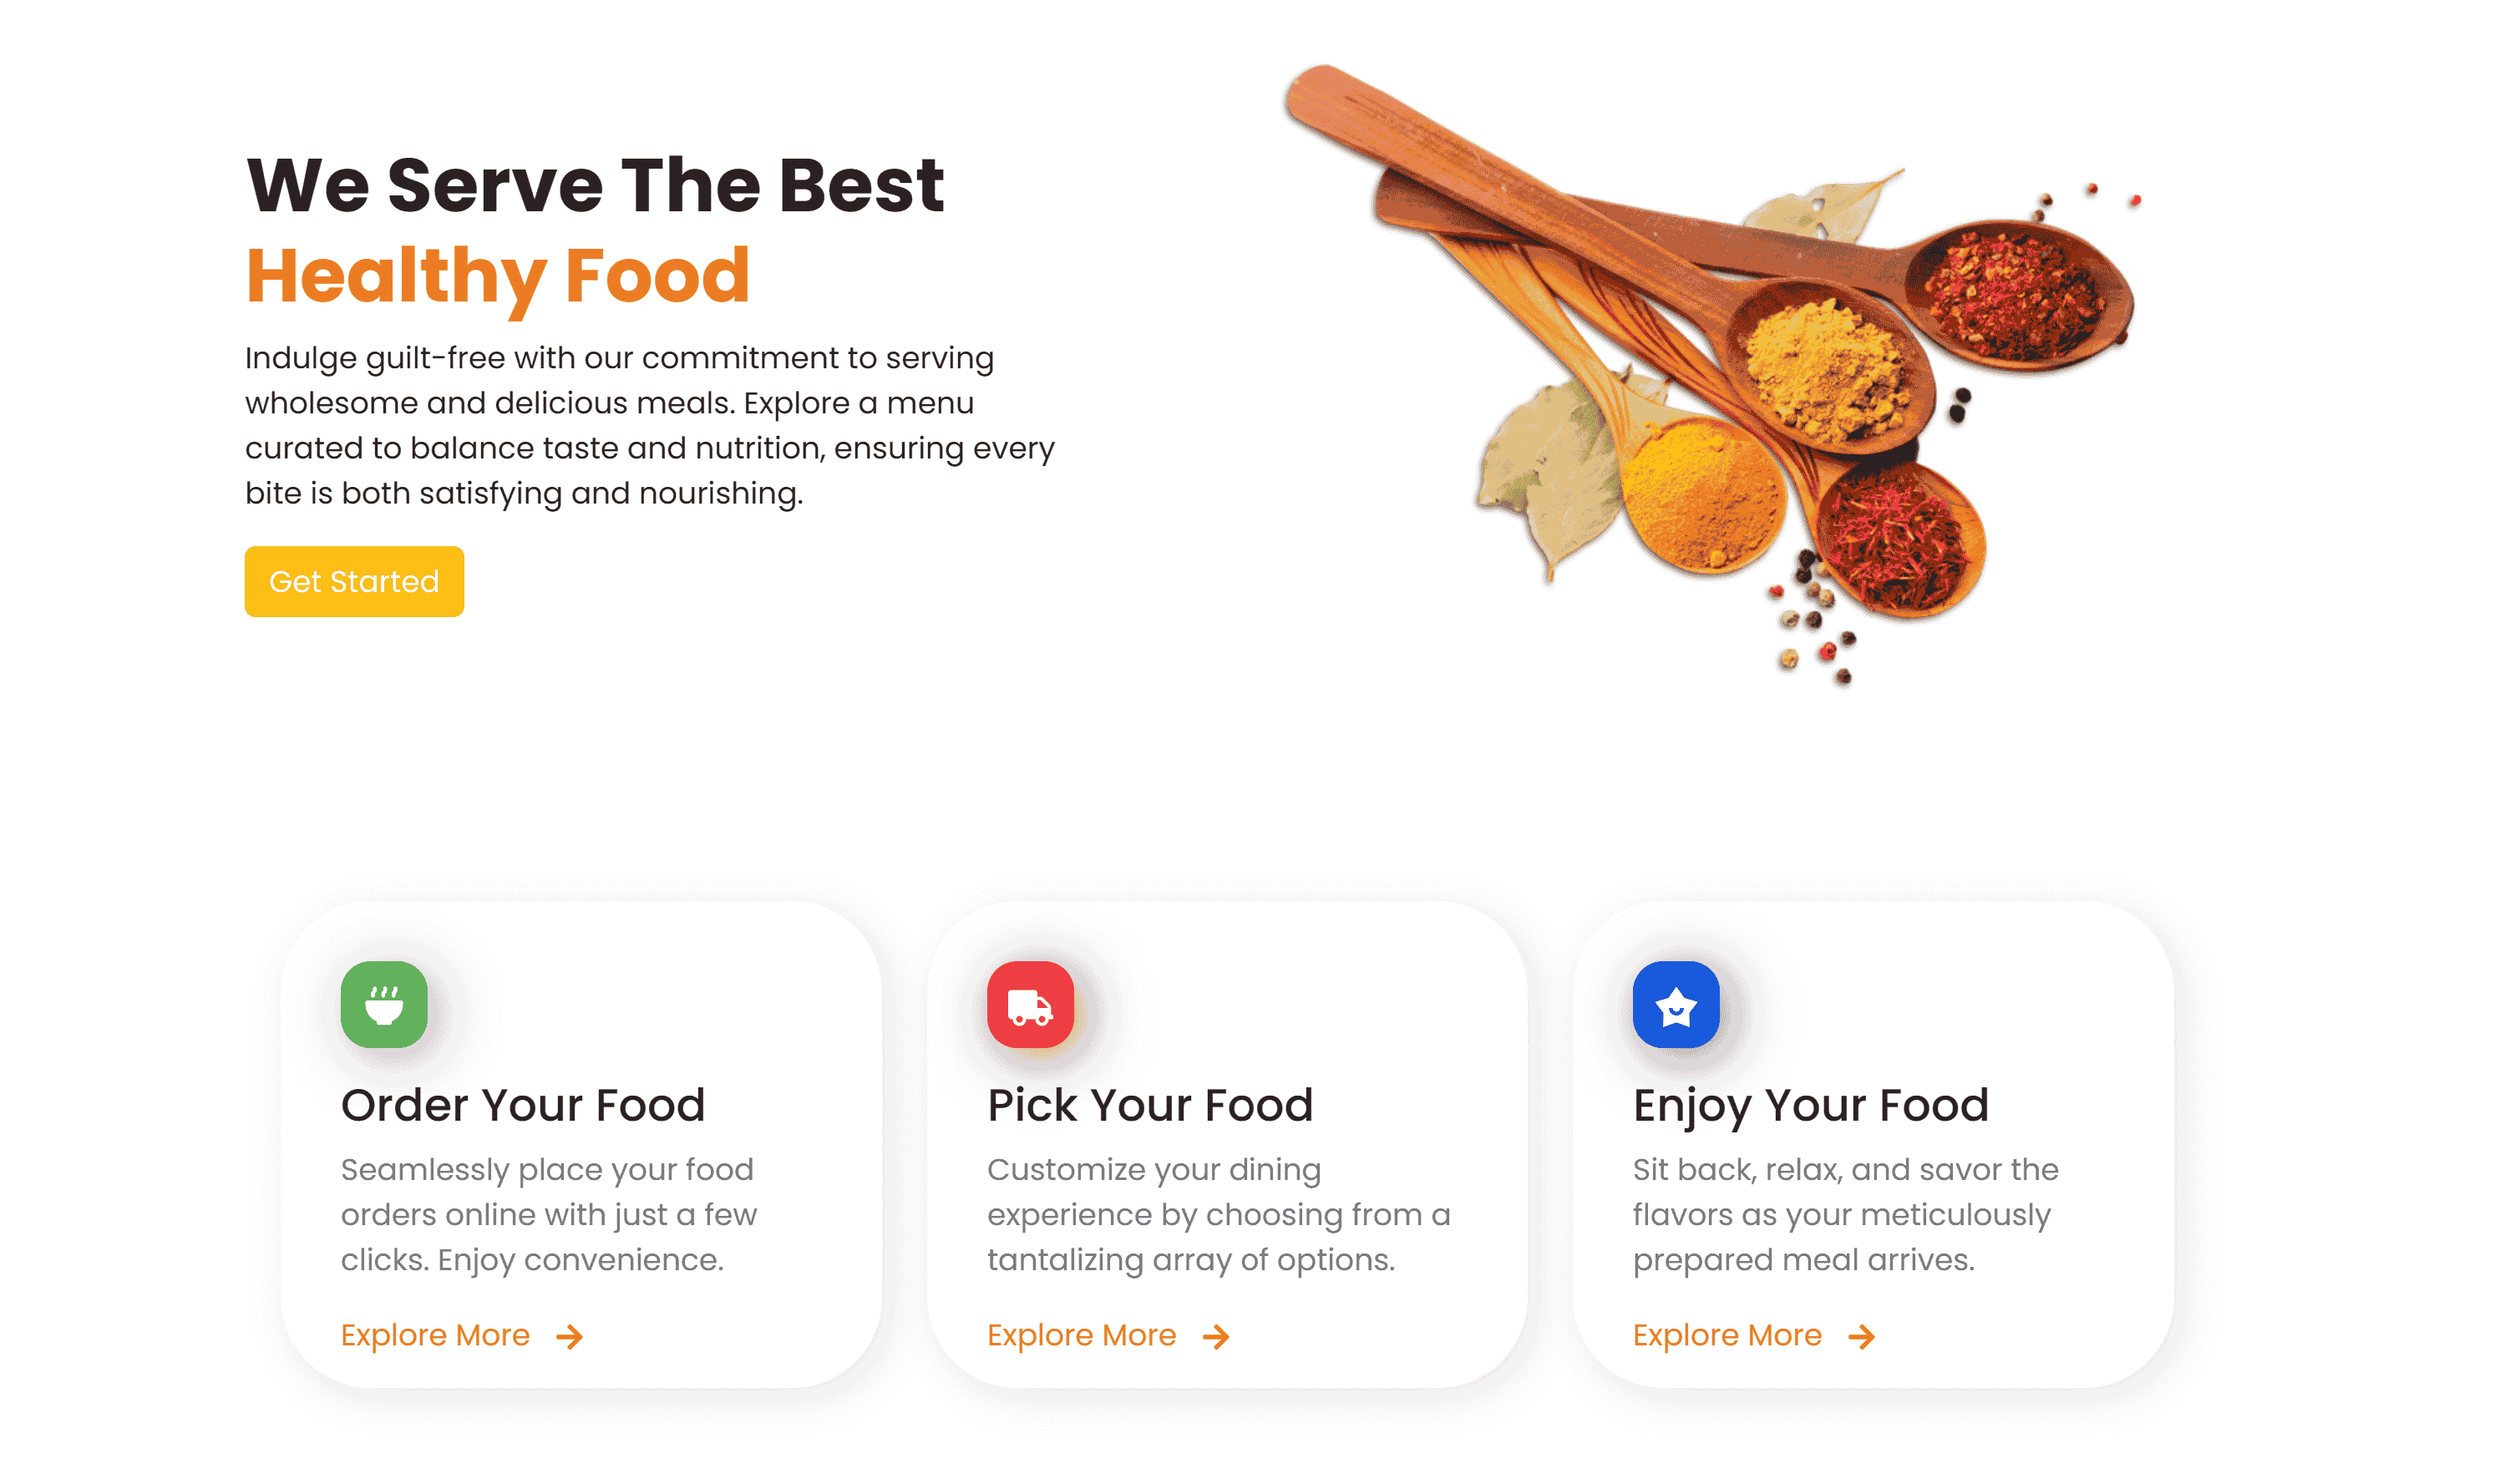 We Serve The Best
Healthy Food
Indulge guilt-free with our commitment to serving
wholesome and delicious meals. Explore a menu
curated to balance taste and nutrition, ensuring every
bite is both satisfying and nourishing.
Get Started
Order Your Food
Seamlessly place your food
orders online with just a few
clicks. Enjoy convenience.
Explore More
Pick Your Food
Customize your dining
experience by choosing from a
tantalizing array of options.
Explore More
Enjoy Your Food
Sit back, relax, and savor the
flavors as your meticulously
prepared meal arrives.
Explore More